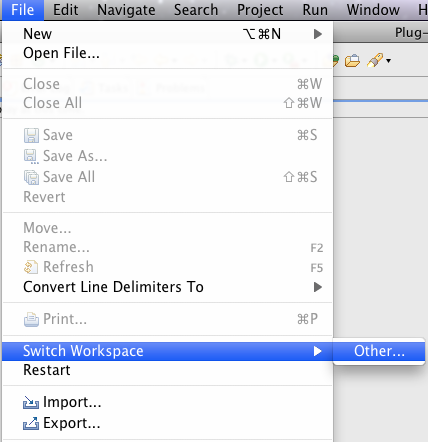 File Edit Navigate Search Project Run Window H
New ⌥⌘N
Plug-
Open File...
Close ⌘W
Close All ⇧⌘W
Save ⌘S
Save As...
Save All ⇧⌘S
Revert
Move...
Rename... F2
Refresh F5
Convert Line Delimiters To
Print... ⌘P
Switch Workspace Other...
Restart
Import...
Export...